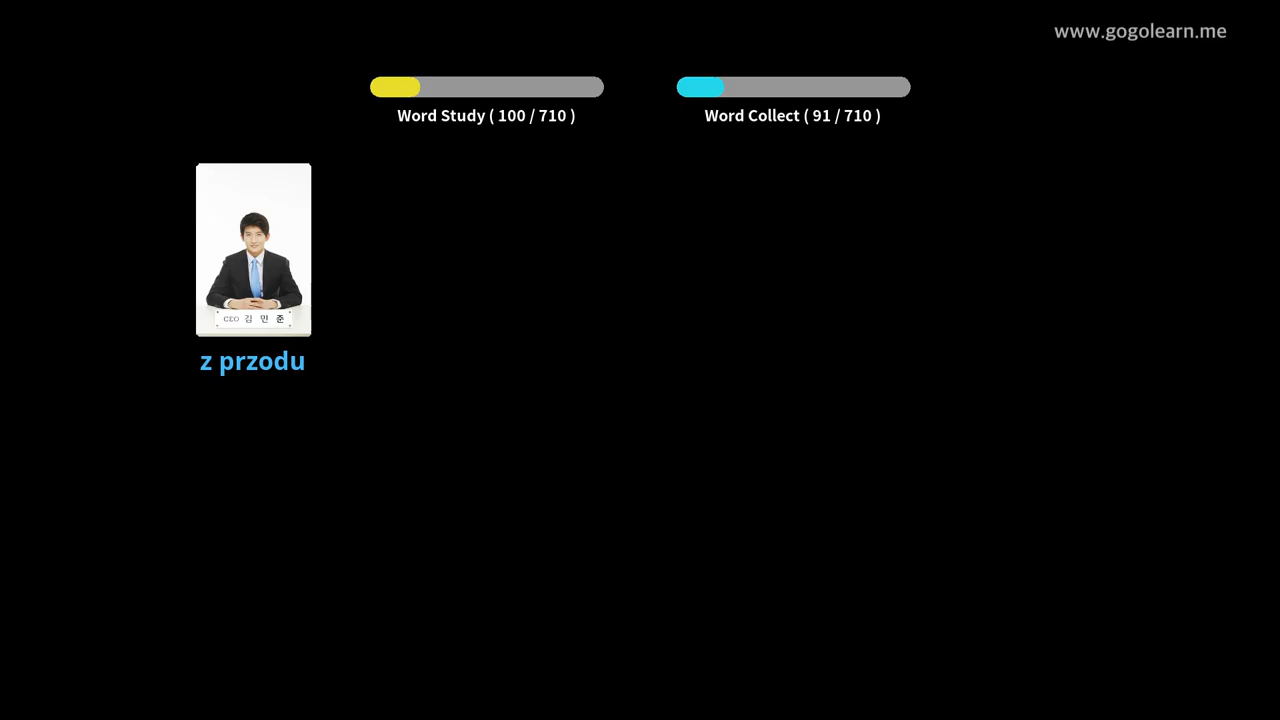 www.gogolearn.me
Word Study ( 100 / 710 )
Word Collect ( 91 / 710 )
CEO 김 민 준
z przodu